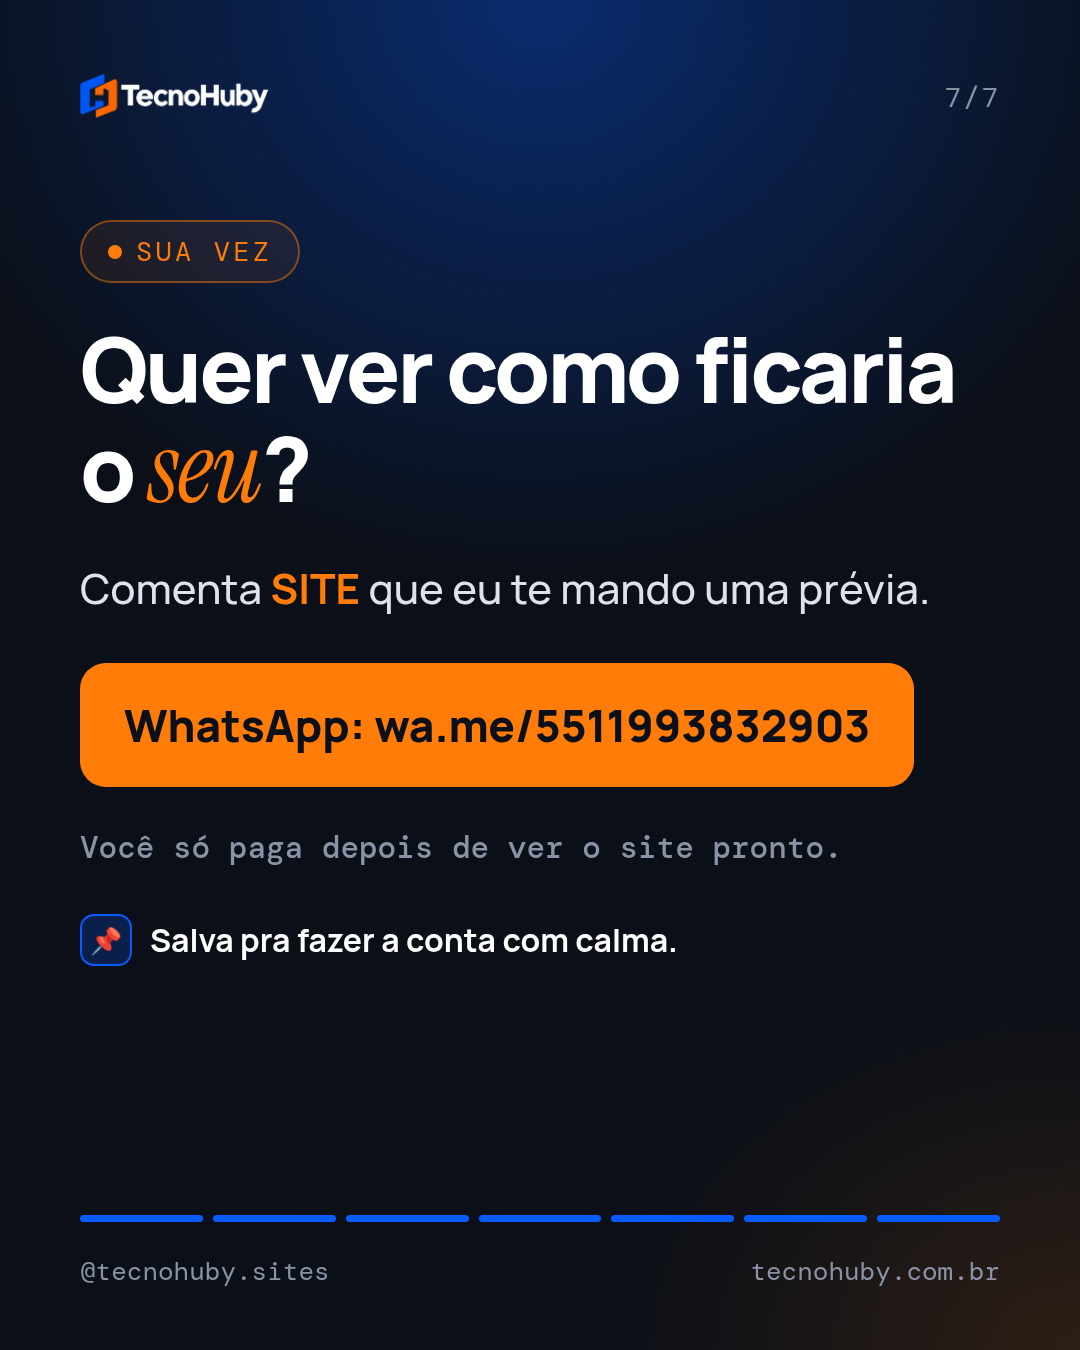 TecnoHuby
7/7
SUA VEZ
Quer ver como ficaria
o seu?
Comenta SITE que eu te mando uma prévia.
WhatsApp: wa.me/5511993832903
Você só paga depois de ver o site pronto.
Salva pra fazer a conta com calma.
@tecnohuby.sites
tecnohuby.com.br